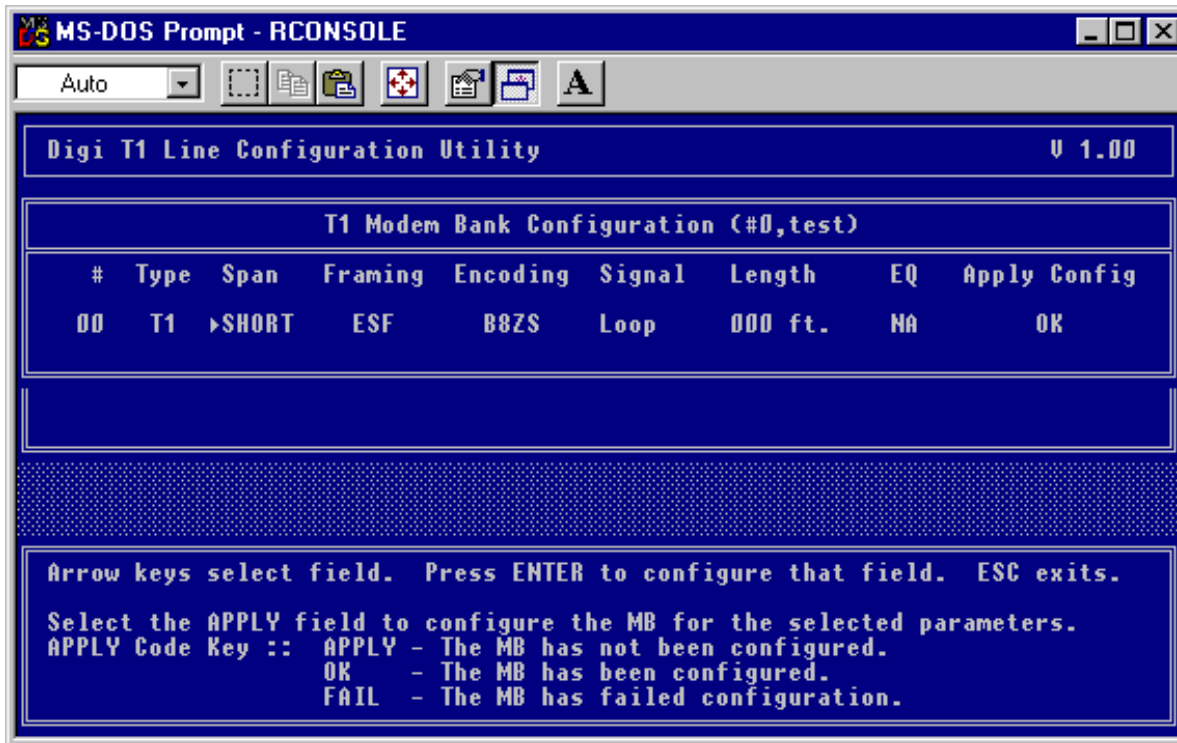 MS-DOS Prompt - RCONSOLE
Auto
A
Digi T1 Line Configuration Utility V 1.00
T1 Modem Bank Configuration (#0,test)
# Type Span Framing Encoding Signal Length EQ Apply Config
00 T1 ▸SHORT ESF B8ZS Loop 000 ft. NA OK
Arrow keys select field. Press ENTER to configure that field. ESC exits.
Select the APPLY field to configure the MB for the selected parameters.
APPLY Code Key :: APPLY - The MB has not been configured.
OK - The MB has been configured.
FAIL - The MB has failed configuration.